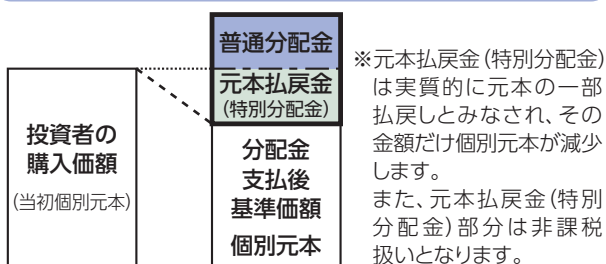 普通分配金
元本払戻金
(特別分配金)
投資者の
購入価額
(当初個別元本)
分配金
支払後
基準価額
個別元本
※元本払戻金(特別分配金)
は実質的に元本の一部
払戻しとみなされ、その
金額だけ個別元本が減少
します。
また、元本払戻金(特別
分配金)部分は非課税
扱いとなります。